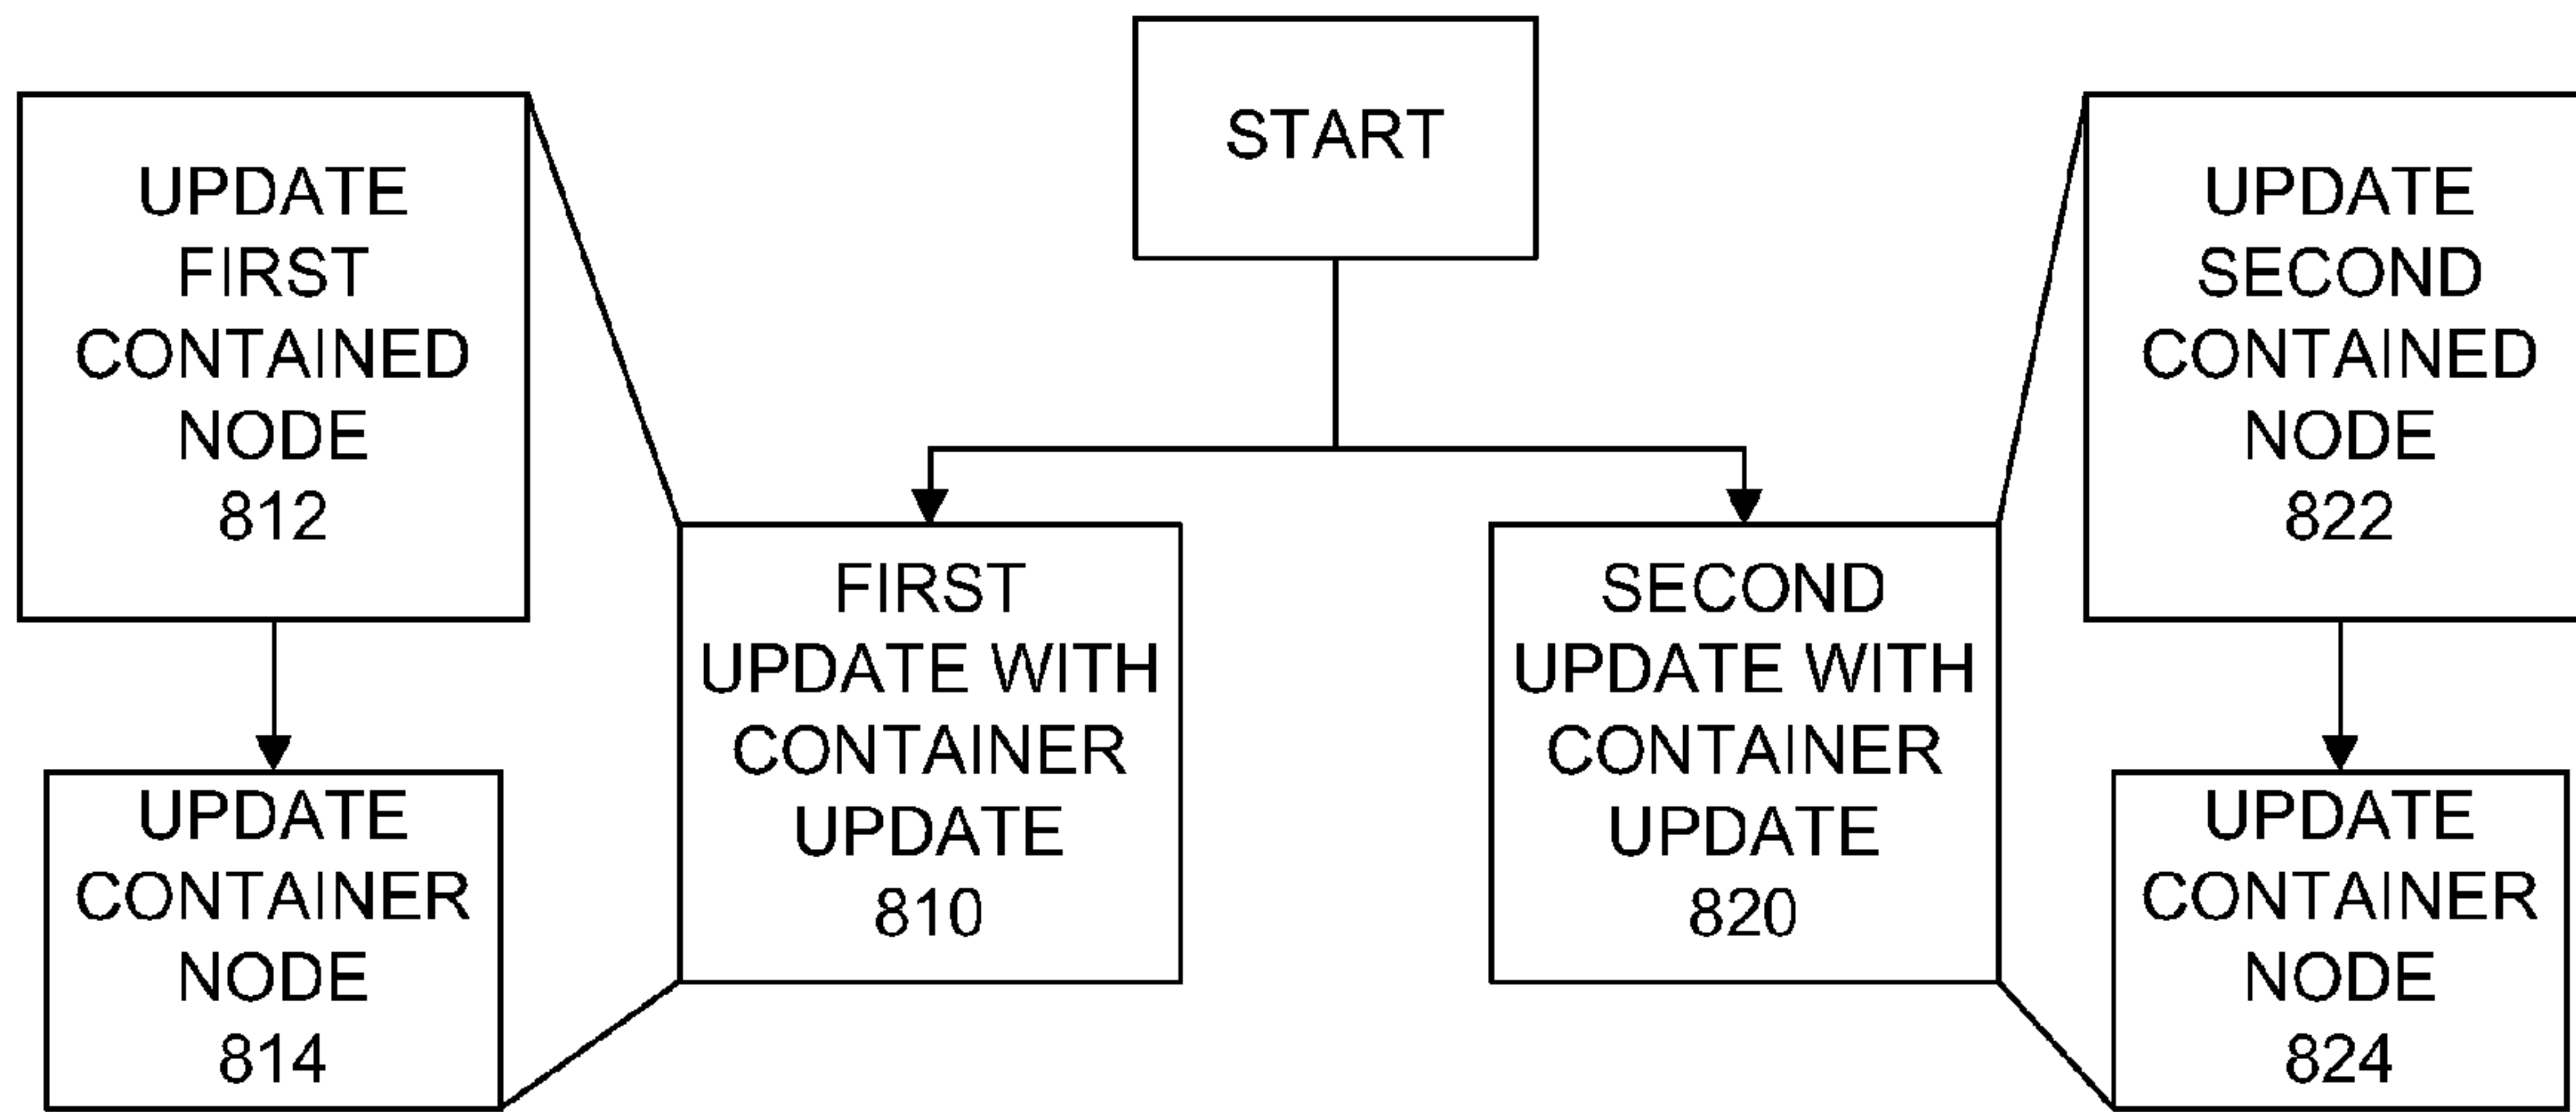 START
UPDATE
FIRST
CONTAINED
NODE
812
UPDATE
CONTAINER
NODE
814
FIRST
UPDATE WITH
CONTAINER
UPDATE
810
SECOND
UPDATE WITH
CONTAINER
UPDATE
820
UPDATE
SECOND
CONTAINED
NODE
822
UPDATE
CONTAINER
NODE
824